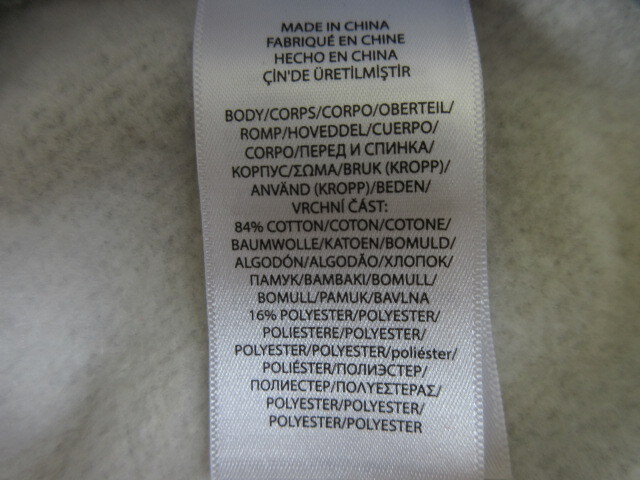 MADE IN CHINA
FABRIQUÉ EN CHINE
HECHO EN CHINA
ÇİN'DE ÜRETİLMİŞTİR
BODY/CORPS/CORPO/OBERTEIL/
ROMP/HOVEDDEL/CUERPO/
CORPO/ПЕРЕД И СПИНКА/
КОРПУС/ΣΩΜΑ/BRUK (KROPP)/
ANVÄND (KROPP)/BEDEN/
VRCHNÍ ČÁST:
84% COTTON/COTON/COTONE/
BAUMWOLLE/KATOEN/BOMULD/
ALGODÓN/ALGODÃO/ХЛОПОК/
ПАМУК/ΒΑΜΒΑΚΙ/BOMULL/
BOMULL/PAMUK/BAVLNA
16% POLYESTER/POLYESTER/
POLIESTERE/POLYESTER/
POLYESTER/POLYESTER/poliéster/
POLIÉSTER/ПОЛИЭСТЕР/
ПОЛИЕСТЕР/ΠΟΛΥΕΣΤΕΡΑΣ/
POLYESTER/POLYESTER/
POLYESTER/POLYESTER